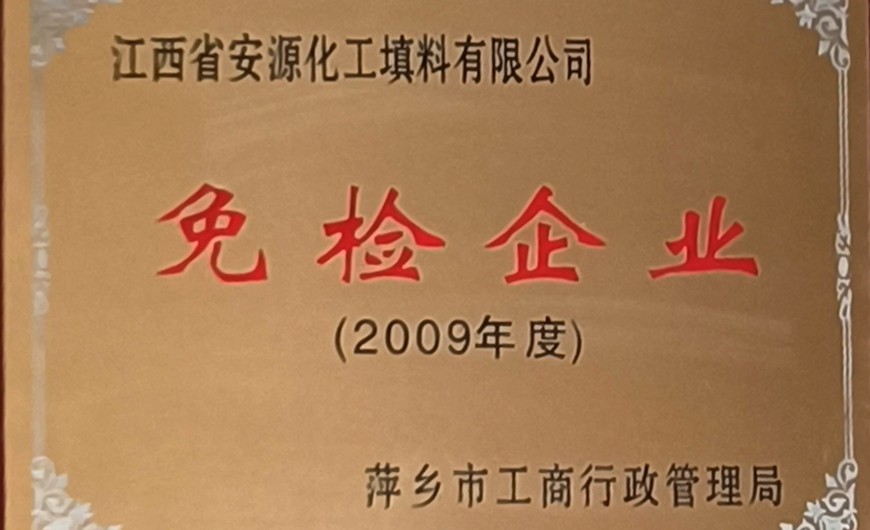 江西省安源化工填料有限公司
免检企业
(2009年度)
萍乡市工商行政管理局